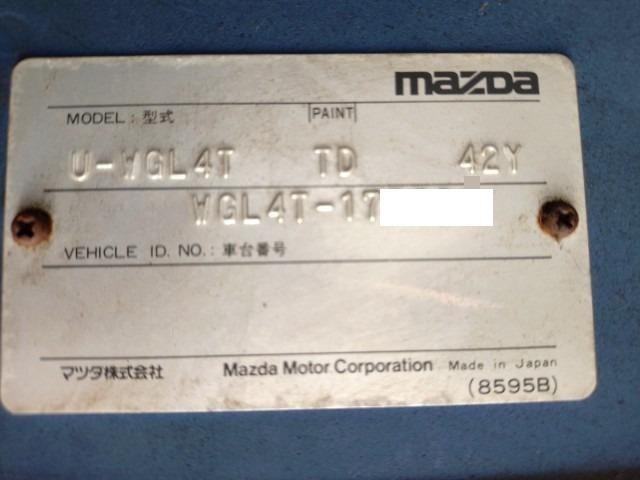 mazda
MODEL : 型式 PAINT
U-WGL4T TD 42Y
WGL4T-17
VEHICLE ID. NO. : 車台番号
マツダ株式会社 Mazda Motor Corporation Made in Japan
(8595B)